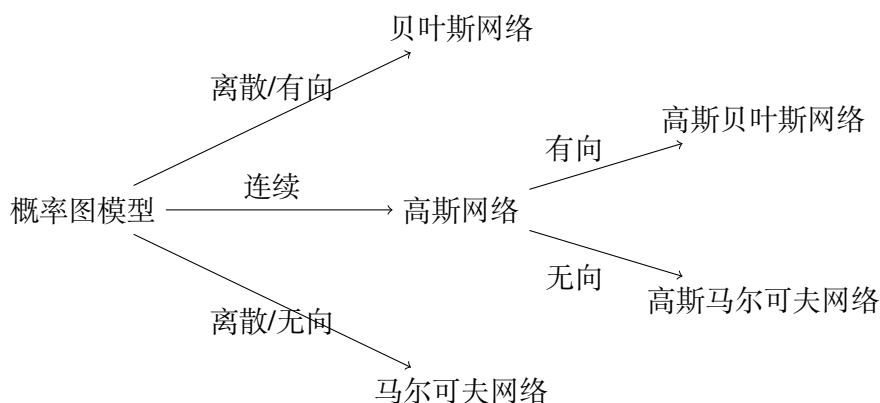 贝叶斯网络
离散/有向
高斯贝叶斯网络
有向
连续
概率图模型
高斯网络
无向
高斯马尔可夫网络
离散/无向
马尔可夫网络